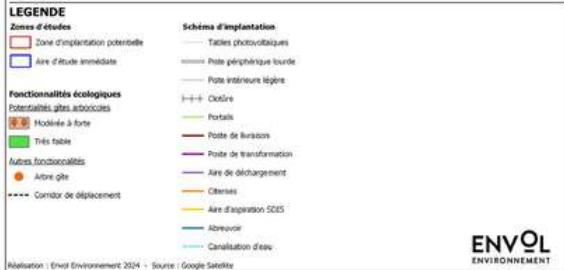 LEGENDE
Zones d'études
Zone d'implantation potentielle
Aire d'étude immédiate
Fonctionnalités écologiques
Potentialités gîtes arboricoles
Modérée à forte
Très faible
Autres fonctionnalités
Arbre gîte
Corridor de déplacement
Schéma d'implantation
Tables photovoltaïques
Piste périphérique lourde
Piste intérieure légère
Clotûre
Portails
Poste de livraison
Poste de transformation
Aire de déchargement
Citernes
Aire d'aspiration SDIS
Abreuvoir
Canalisation d'eau
Réalisation : Envol Environnement 2024 - Source : Google Satellite
ENVOL
ENVIRONNEMENT